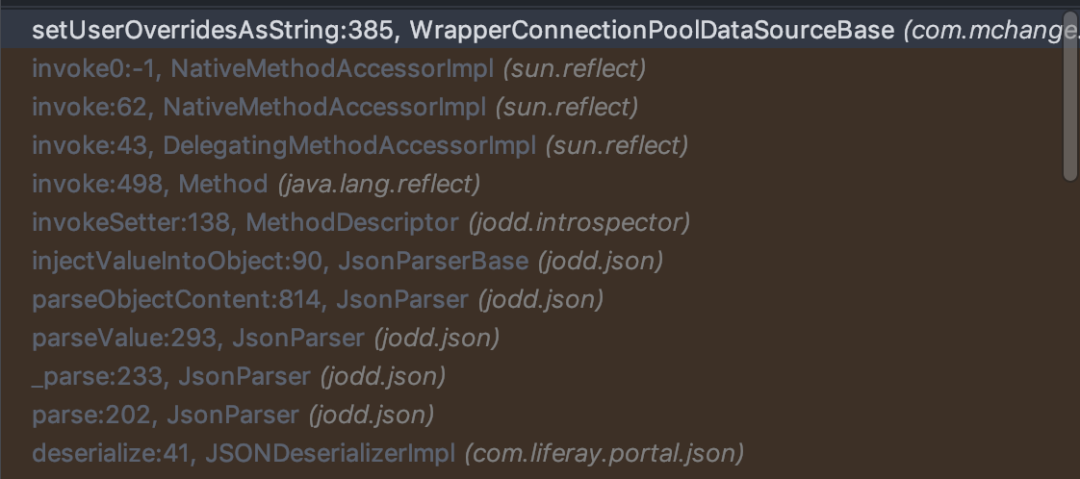 setUserOverridesAsString:385, WrapperConnectionPoolDataSourceBase (com.mchange.
invoke0:-1, NativeMethodAccessorImpl (sun.reflect)
invoke:62, NativeMethodAccessorImpl (sun.reflect)
invoke:43, DelegatingMethodAccessorImpl (sun.reflect)
invoke:498, Method (java.lang.reflect)
invokeSetter:138, MethodDescriptor (jodd.introspector)
injectValueIntoObject:90, JsonParserBase (jodd.json)
parseObjectContent:814, JsonParser (jodd.json)
parseValue:293, JsonParser (jodd.json)
_parse:233, JsonParser (jodd.json)
parse:202, JsonParser (jodd.json)
deserialize:41, JSONDeserializerImpl (com.liferay.portal.json)